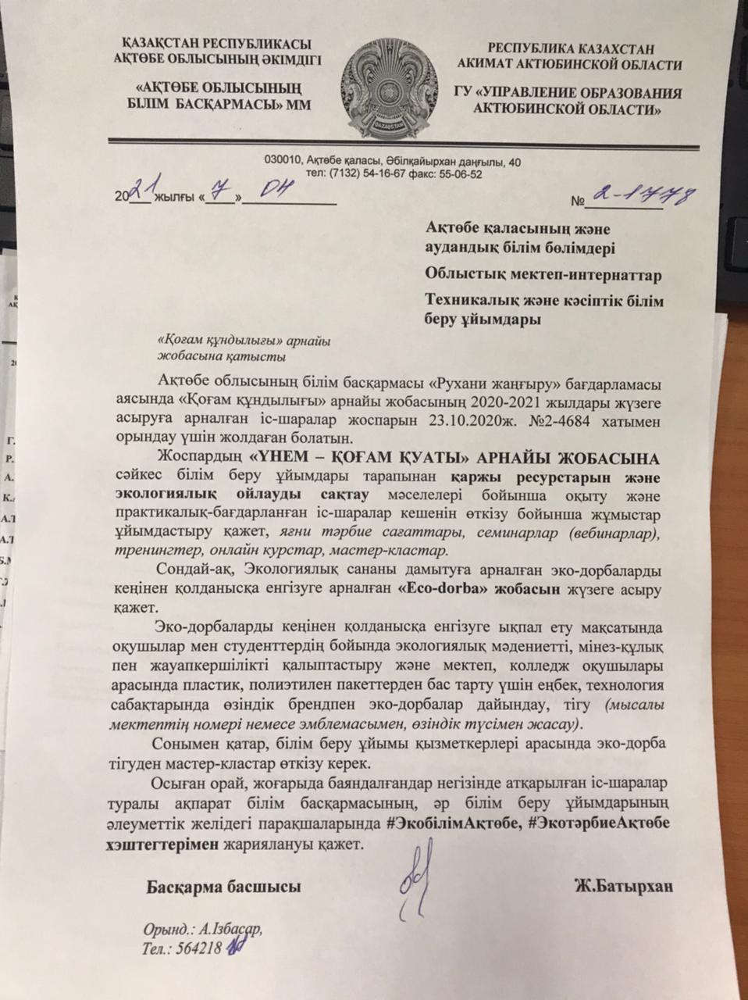 ҚАЗАҚСТАН РЕСПУБЛИКАСЫ
АҚТӨБЕ ОБЛЫСЫНЫҢ ӘКІМДІГІ
«АҚТӨБЕ ОБЛЫСЫНЫҢ
БІЛІМ БАСҚАРМАСЫ» ММ
QAZAQSTAN
РЕСПУБЛИКА КАЗАХСТАН
АКИМАТ АКТЮБИНСКОЙ ОБЛАСТИ
ГУ «УПРАВЛЕНИЕ ОБРАЗОВАНИЯ
АКТЮБИНСКОЙ ОБЛАСТИ»
030010, Ақтөбе қаласы, Әбілқайырхан даңғылы, 40
тел: (7132) 54-16-67 факс: 55-06-52
2021 жылғы «7» 04
№ 2-1778
Ақтөбе қаласының және
аудандық білім бөлімдері
Облыстық мектеп-интернаттар
Техникалық және кәсіптік білім
беру ұйымдары
«Қоғам құндылығы» арнайы
жобасына қатысты
Ақтөбе облысының білім басқармасы «Рухани жаңғыру» бағдарламасы
аясында «Қоғам құндылығы» арнайы жобасының 2020-2021 жылдары жүзеге
асыруға арналған іс-шаралар жоспарын 23.10.2020ж. №2-4684 хатымен
орындау үшін жолдаған болатын.
Жоспардың «ҮНЕМ – ҚОҒАМ ҚУАТЫ» АРНАЙЫ ЖОБАСЫНА
сәйкес білім беру ұйымдары тарапынан қаржы ресурстарын және
экологиялық ойлауды сақтау мәселелері бойынша оқыту және
практикалық-бағдарланған іс-шаралар кешенін өткізу бойынша жұмыстар
ұйымдастыру қажет, яғни тәрбие сағаттары, семинарлар (вебинарлар),
тренингтер, онлайн курстар, мастер-кластар.
Сондай-ақ, Экологиялық сананы дамытуға арналған эко-дорбаларды
кеңінен қолданысқа енгізуге арналған «Eco-dorba» жобасын жүзеге асыру
қажет.
Эко-дорбаларды кеңінен қолданысқа енгізуге ықпал ету мақсатында
оқушылар мен студенттердің бойында экологиялық мәдениетті, мінез-құлық
пен жауапкершілікті қалыптастыру және мектеп, колледж оқушылары
арасында пластик, полиэтилен пакеттерден бас тарту үшін еңбек, технология
сабақтарында өзіндік брендпен эко-дорбалар дайындау, тігу (мысалы
мектептің номері немесе эмблемасымен, өзіндік түсімен жасау).
Сонымен қатар, білім беру ұйымы қызметкерлері арасында эко-дорба
тігуден мастер-кластар өткізу керек.
Осыған орай, жоғарыда баяндалғандар негізінде атқарылған іс-шаралар
туралы ақпарат білім басқармасының, әр білім беру ұйымдарының
әлеуметтік желідегі парақшаларында #ЭкобілімАқтөбе, #ЭкотәрбиеАқтөбе
хэштегтерімен жариялануы қажет.
Басқарма басшысы
Ж.Батырхан
Орынд.: А.Ізбасар,
Тел.: 564218